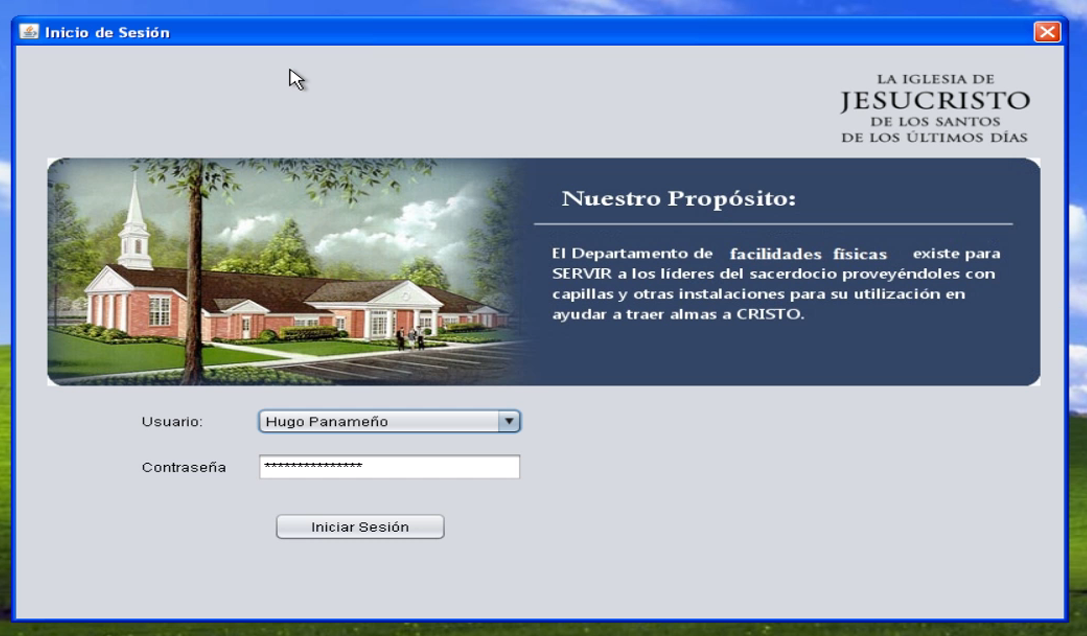 Inicio de Sesión
LA IGLESIA DE
JESUCRISTO
DE LOS SANTOS
DE LOS ÚLTIMOS DÍAS
Nuestro Propósito:
El Departamento de facilidades físicas existe para
SERVIR a los líderes del sacerdocio proveyéndoles con
capillas y otras instalaciones para su utilización en
ayudar a traer almas a CRISTO.
Usuario: Hugo Panameño
Contraseña ***************
Iniciar Sesión